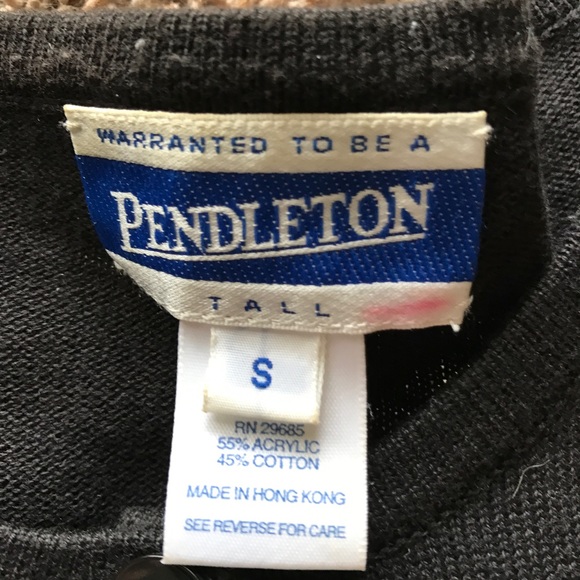 WARRANTED TO BE A
PENDLETON
TALL
S
RN 29685
55% ACRYLIC
45% COTTON
MADE IN HONG KONG
SEE REVERSE FOR CARE